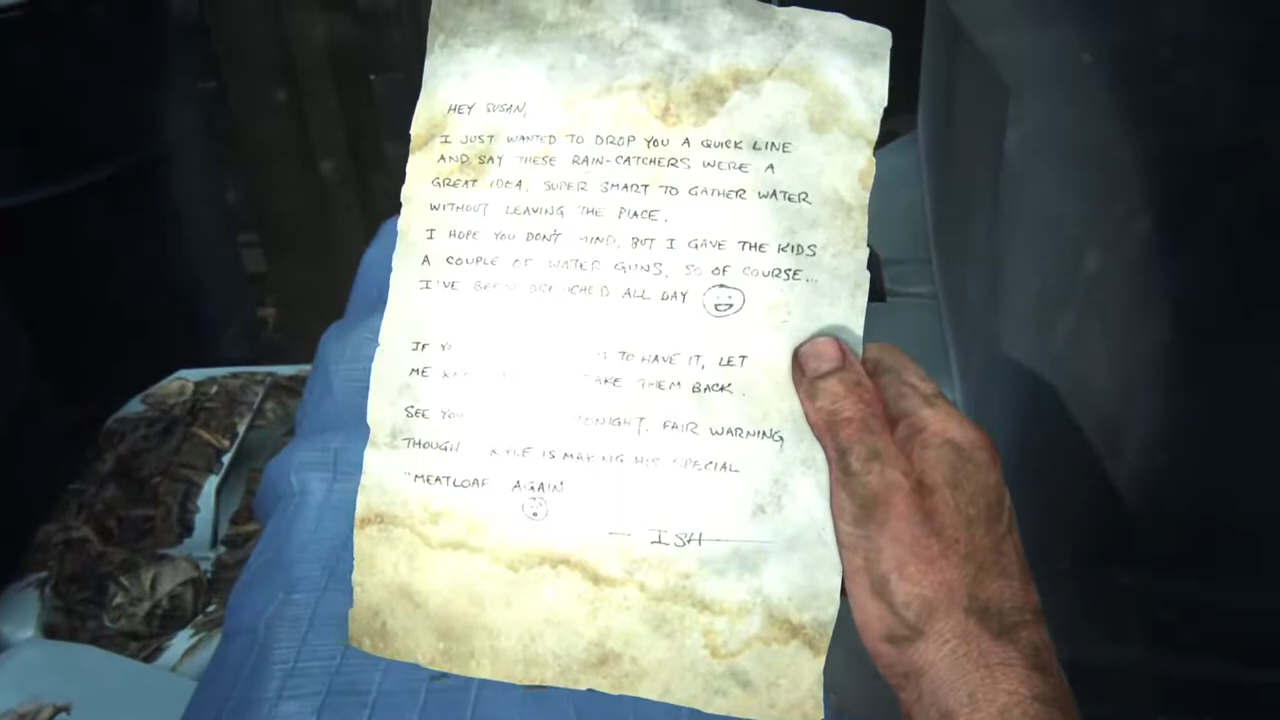 HEY SUSAN,
I JUST WANTED TO DROP YOU A QUICK LINE
AND SAY THESE RAIN-CATCHERS WERE A
GREAT IDEA. SUPER SMART TO GATHER WATER
WITHOUT LEAVING THE PLACE.
I HOPE YOU DON'T MIND, BUT I GAVE THE KIDS
A COUPLE OF WATER GUNS, SO OF COURSE...
I'VE BEEN DRENCHED ALL DAY
IF TO HAVE IT, LET
ME THEM BACK.
SEE YOU TONIGHT. FAIR WARNING
THOUGH KYLE IS MAKING HIS SPECIAL
"MEATLOAF AGAIN
— ISH —